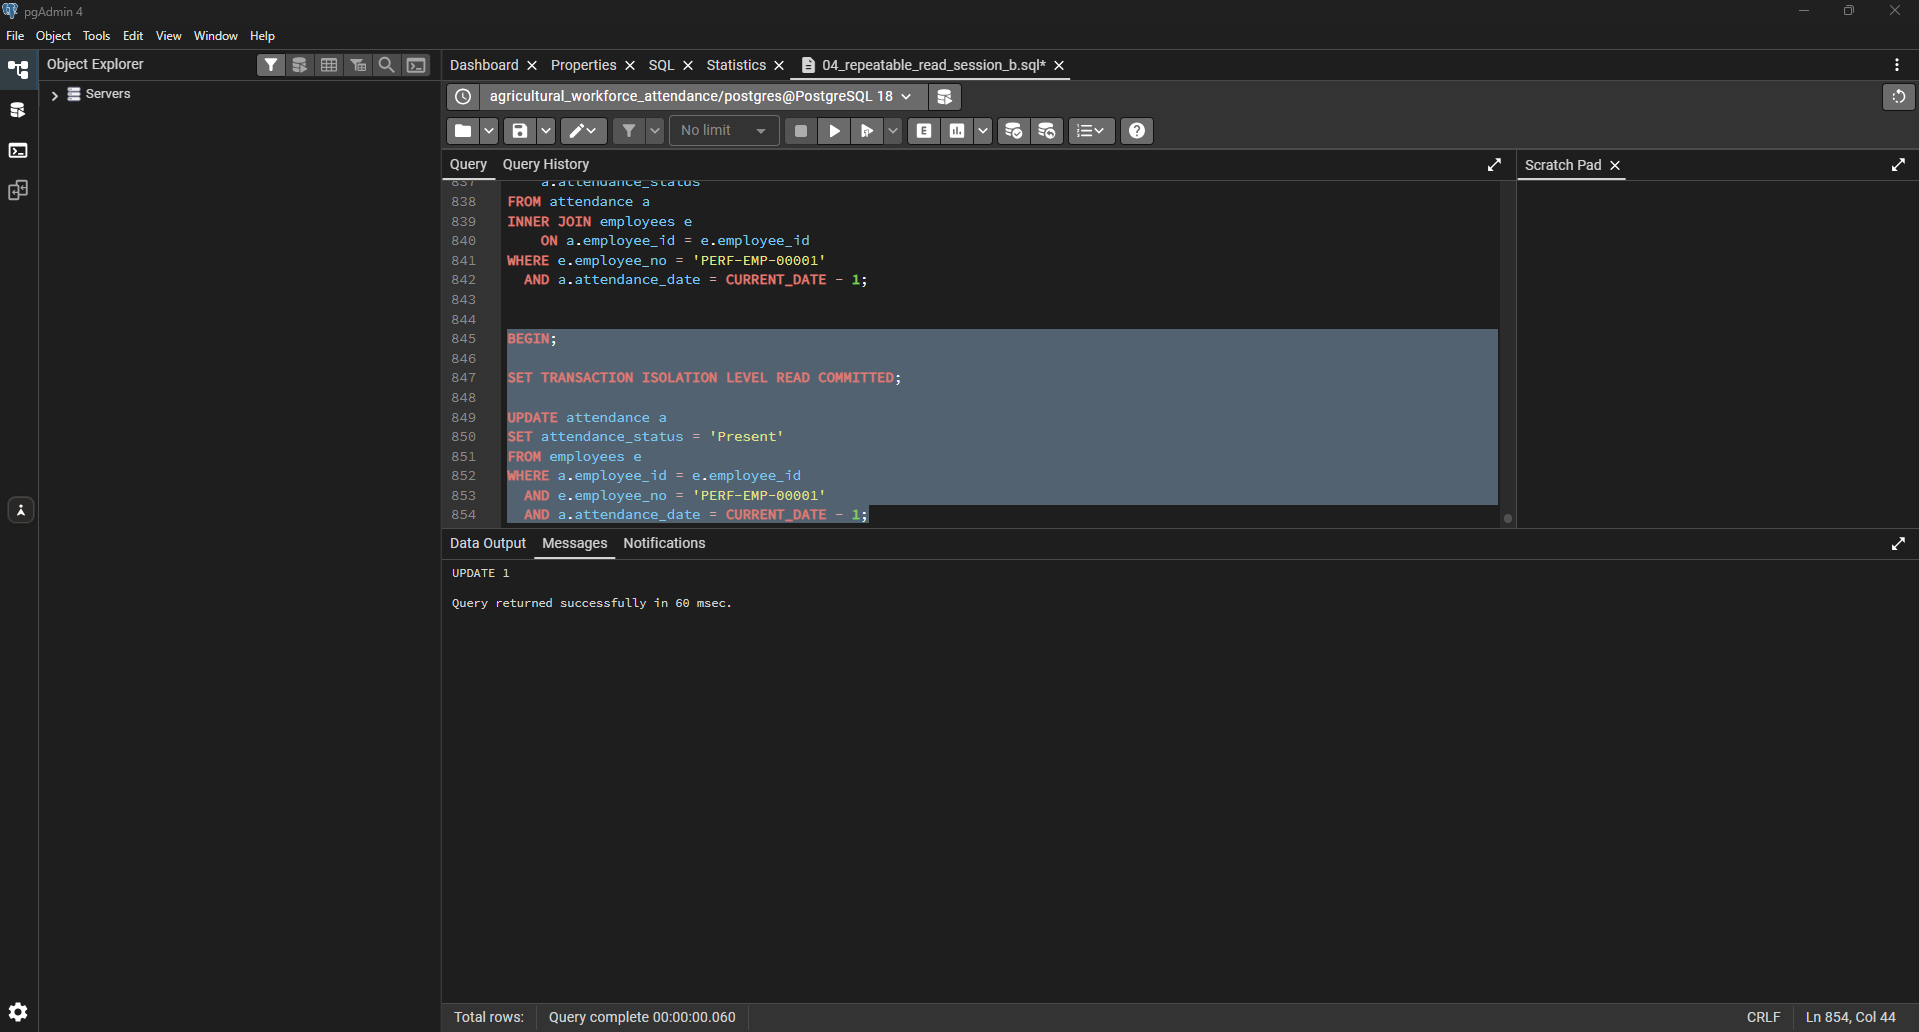 pgAdmin 4
File Object Tools Edit View Window Help
Object Explorer
Servers
Dashboard Properties SQL Statistics 04_repeatable_read_session_b.sql*
agricultural_workforce_attendance/postgres@PostgreSQL 18
No limit
Query Query History
Scratch Pad
837 a.attendance_status
838 FROM attendance a
839 INNER JOIN employees e
840 ON a.employee_id = e.employee_id
841 WHERE e.employee_no = 'PERF-EMP-00001'
842 AND a.attendance_date = CURRENT_DATE - 1;
843
844
845 BEGIN;
846
847 SET TRANSACTION ISOLATION LEVEL READ COMMITTED;
848
849 UPDATE attendance a
850 SET attendance_status = 'Present'
851 FROM employees e
852 WHERE a.employee_id = e.employee_id
853 AND e.employee_no = 'PERF-EMP-00001'
854 AND a.attendance_date = CURRENT_DATE - 1;
Data Output Messages Notifications
UPDATE 1
Query returned successfully in 60 msec.
Total rows: Query complete 00:00:00.060 CRLF Ln 854, Col 44